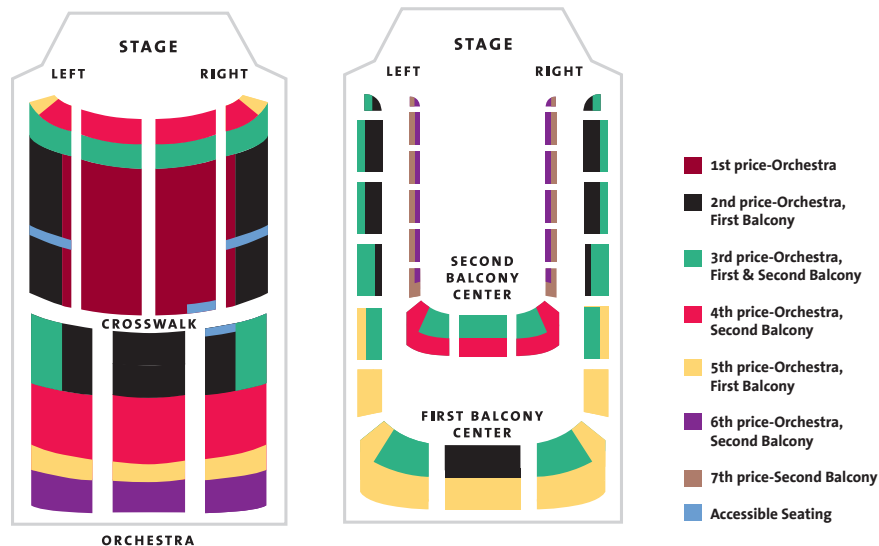 STAGE
LEFT
RIGHT
CROSSWALK
ORCHESTRA
STAGE
LEFT
RIGHT
SECOND
BALCONY
CENTER
FIRST BALCONY
CENTER
1st price-Orchestra
2nd price-Orchestra,
First Balcony
3rd price-Orchestra,
First & Second Balcony
4th price-Orchestra,
Second Balcony
5th price-Orchestra,
First Balcony
6th price-Orchestra,
Second Balcony
7th price-Second Balcony
Accessible Seating